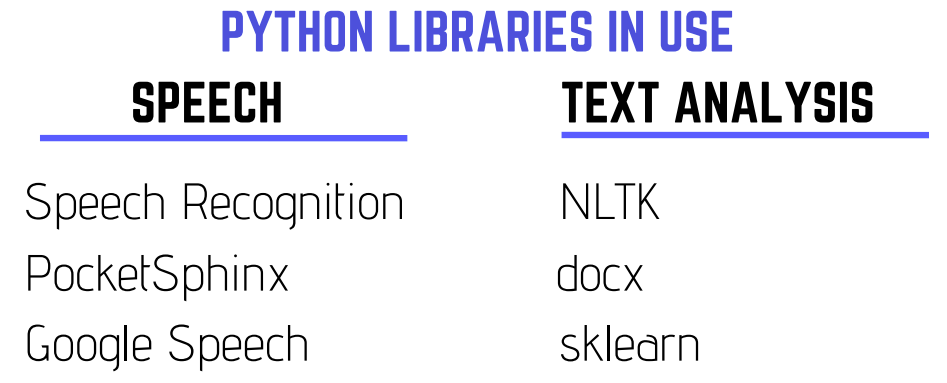 PYTHON LIBRARIES IN USE
SPEECH
Speech Recognition
PocketSphinx
Google Speech
TEXT ANALYSIS
NLTK
docx
sklearn